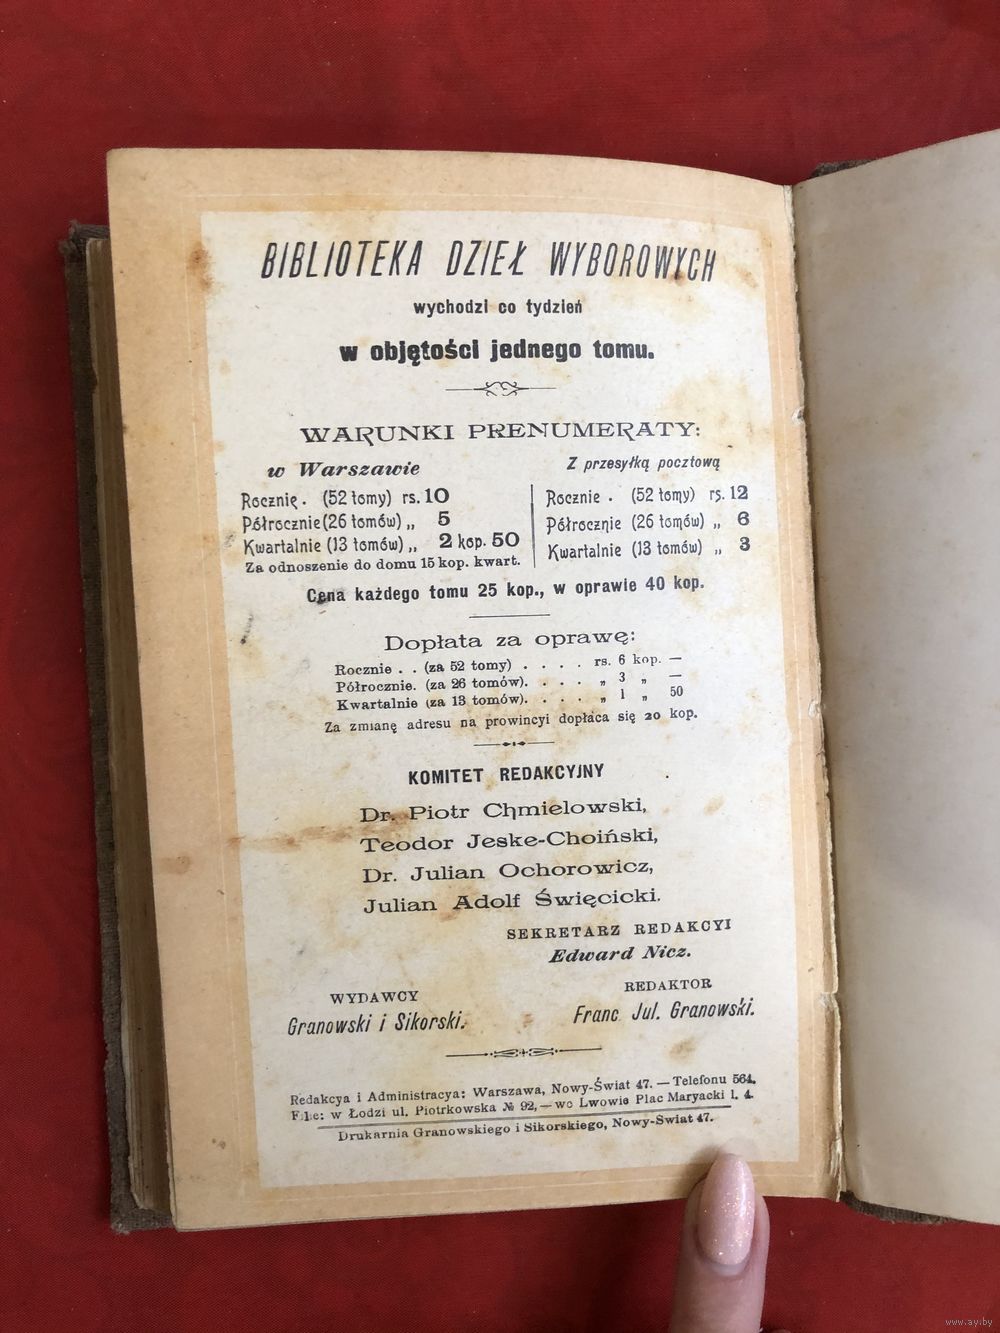 BIBLIOTEKA DZIEŁ WYBOROWYCH
wychodzi co tydzień
w objętości jednego tomu.
WARUNKI PRENUMERATY:
w Warszawie
Rocznie . (52 tomy) rs. 10
Półrocznie (26 tomów) „ 5
Kwartalnie (13 tomów) „ 2 kop. 50
Za odnoszenie do domu 15 kop. kwart.
Z przesyłką pocztową
Rocznie . (52 tomy) rs. 12
Półrocznie (26 tomów) „ 6
Kwartalnie (13 tomów) „ 3
Cena każdego tomu 25 kop., w oprawie 40 kop.
Dopłata za oprawę:
Rocznie . . (za 52 tomy) . . . . rs. 6 kop. —
Półrocznie. (za 26 tomów). . . . „ 3 „ —
Kwartalnie (za 13 tomów). . . . „ 1 „ 50
Za zmianę adresu na prowincyi dopłaca się 20 kop.
KOMITET REDAKCYJNY
Dr. Piotr Chmielowski,
Teodor Jeske-Choiński,
Dr. Julian Ochorowicz,
Julian Adolf Święcicki.
SEKRETARZ REDAKCYI
Edward Nicz.
WYDAWCY
Granowski i Sikorski.
REDAKTOR
Franc Jul. Granowski.
Redakcya i Administracya: Warszawa, Nowy-Świat 47. — Telefonu 564.
Filie: w Łodzi ul. Piotrkowska № 92, — we Lwowie Plac Maryacki l. 4.
Drukarnia Granowskiego i Sikorskiego, Nowy-Świat 47.
www.ay.by